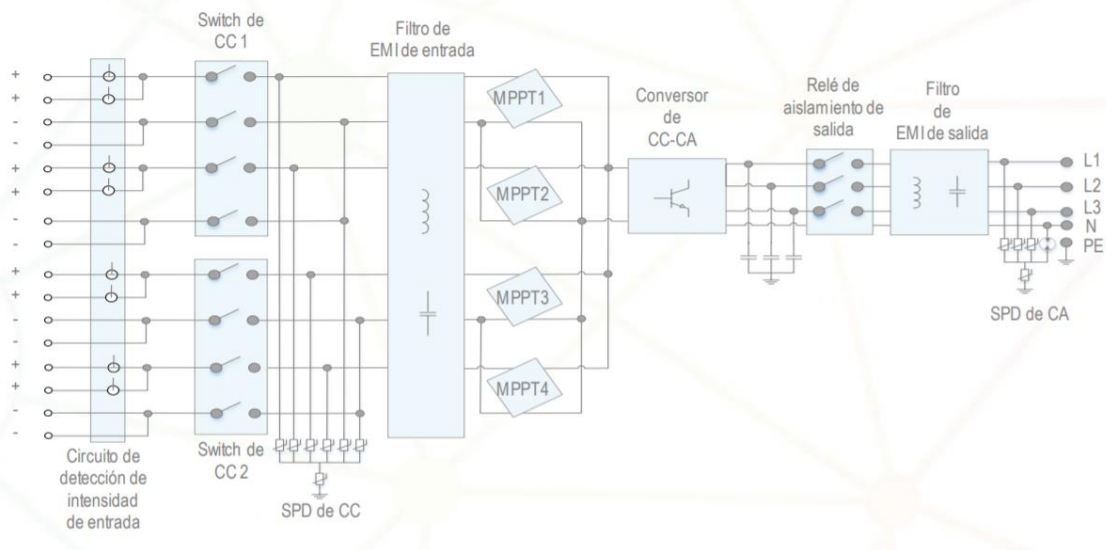 Switch de
CC 1
Filtro de
EMI de entrada
+
+
-
-
+
+
-
-
+
+
-
-
+
+
-
-
MPPT1
MPPT2
MPPT3
MPPT4
Conversor
de
CC-CA
Relé de
aislamiento de
salida
Filtro
de
EMI de salida
L1
L2
L3
N
PE
SPD de CA
Circuito de
detección de
intensidad
de entrada
Switch de
CC 2
SPD de CC